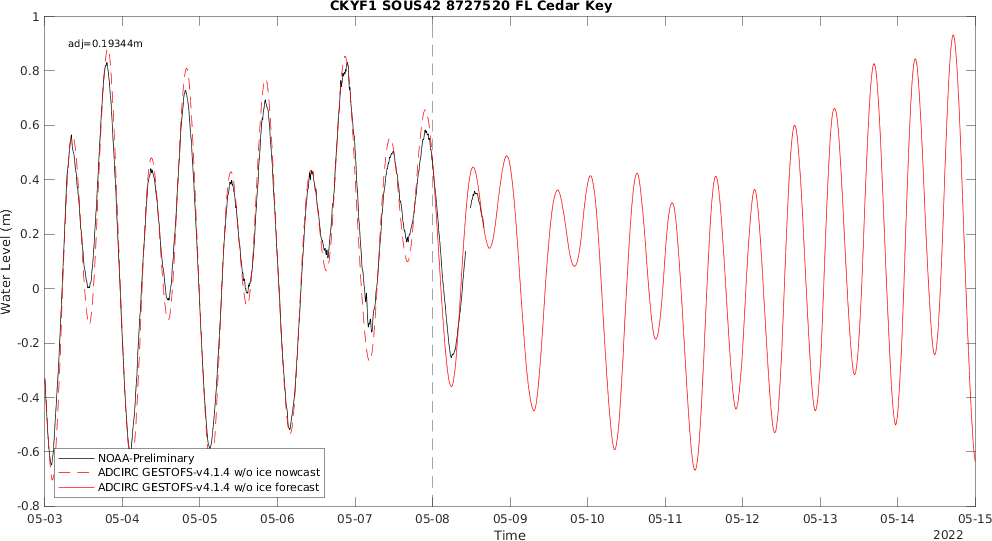 CKYF1 SOUS42 8727520 FL Cedar Key
adj=0.19344m
Water Level (m)
1
0.8
0.6
0.4
0.2
0
-0.2
-0.4
-0.6
-0.8
NOAA-Preliminary
ADCIRC GESTOFS-v4.1.4 w/o ice nowcast
ADCIRC GESTOFS-v4.1.4 w/o ice forecast
05-03 05-04 05-05 05-06 05-07 05-08 05-09 05-10 05-11 05-12 05-13 05-14 05-15
Time
2022